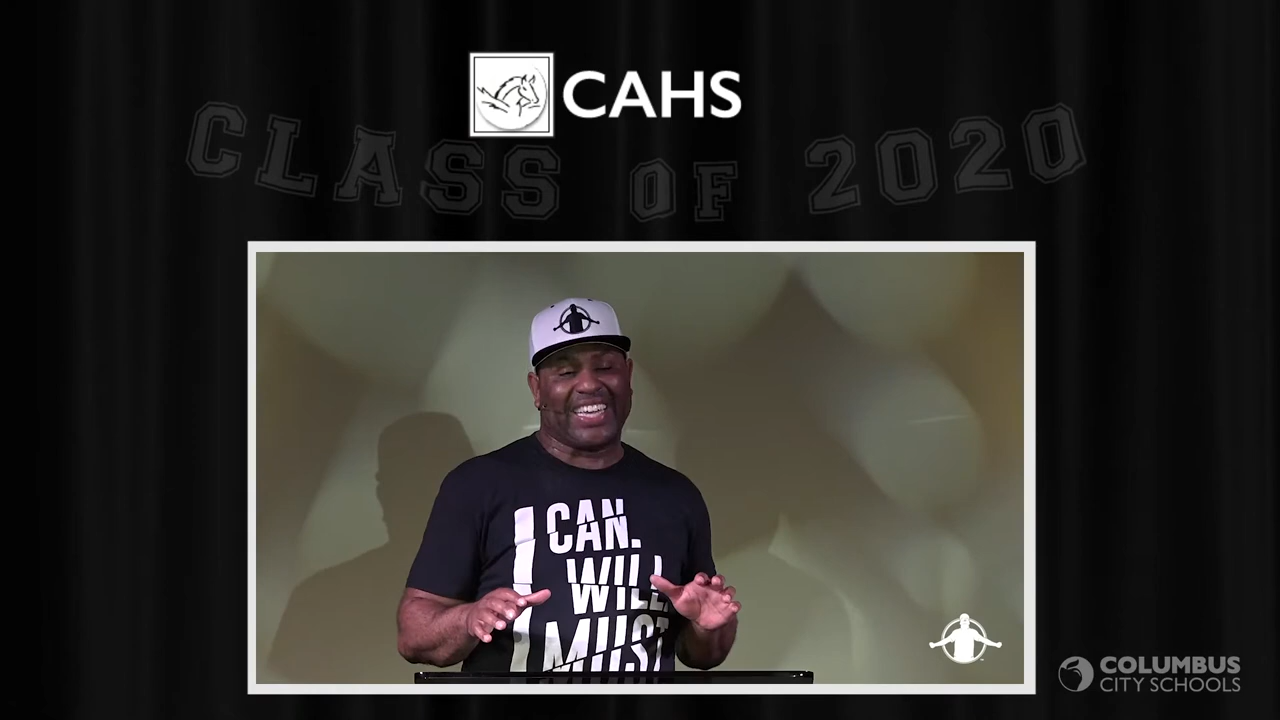 CAHS
CLASS OF 2020
I CAN.
WILL.
MUST
COLUMBUS
CITY SCHOOLS